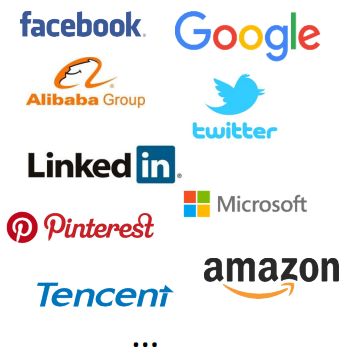 facebook®
Google
Alibaba Group
twitter
Linked in®
Microsoft
Pinterest
amazon
Tencent
...